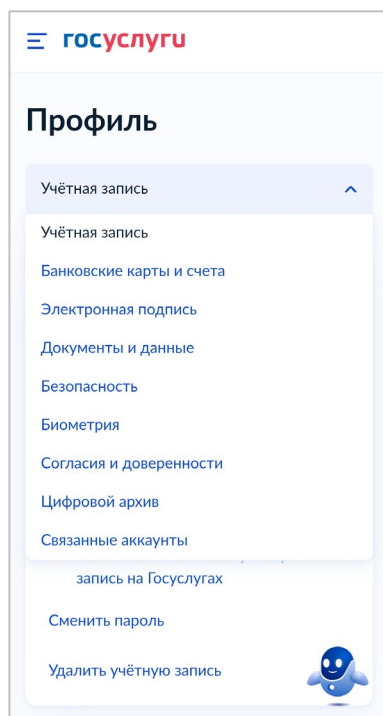 госуслуги
Профиль
Учётная запись
Учётная запись
Банковские карты и счета
Электронная подпись
Документы и данные
Безопасность
Биометрия
Согласия и доверенности
Цифровой архив
Связанные аккаунты
запись на Госуслугах
Сменить пароль
Удалить учётную запись